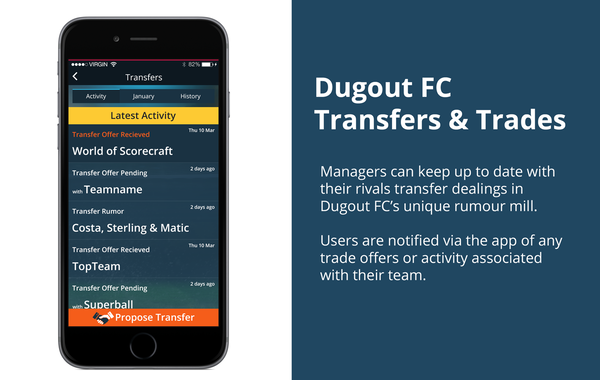 VIRGIN 82%
Transfers
Activity January History
Latest Activity
Transfer Offer Recieved Thu 10 Mar
World of Scorecraft
Transfer Offer Pending 2 days ago
with Teamname
Transfer Rumor 2 days ago
Costa, Sterling & Matic
Transfer Offer Recieved Thu 10 Mar
TopTeam
Transfer Offer Pending 2 days ago
with Superball
Propose Transfer
Dugout FC
Transfers & Trades
Managers can keep up to date with
their rivals transfer dealings in
Dugout FC’s unique rumour mill.
Users are notified via the app of any
trade offers or activity associated
with their team.